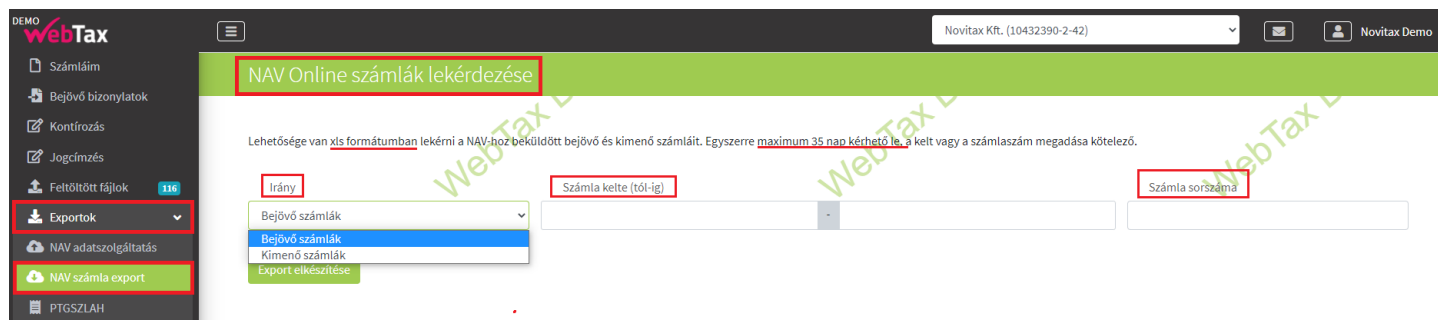 DEMO
WebTax
Novitax Kft. (10432390-2-42)
Novitax Demo
Számláim
Bejövő bizonylatok
Kontírozás
Jogcímzés
Feltöltött fájlok 116
Exportok
NAV adatszolgáltatás
NAV számla export
PTGSZLAH
NAV Online számlák lekérdezése
Lehetősége van xls formátumban lekérni a NAV-hoz beküldött bejövő és kimenő számláit. Egyszerre maximum 35 nap kérhető le, a kelt vagy a számlaszám megadása kötelező.
Irány
Számla kelte (tól-ig)
Számla sorszáma
Bejövő számlák
-
Bejövő számlák
Kimenő számlák
Export elkészítése
WebTax D
WebTax D
WebTax D